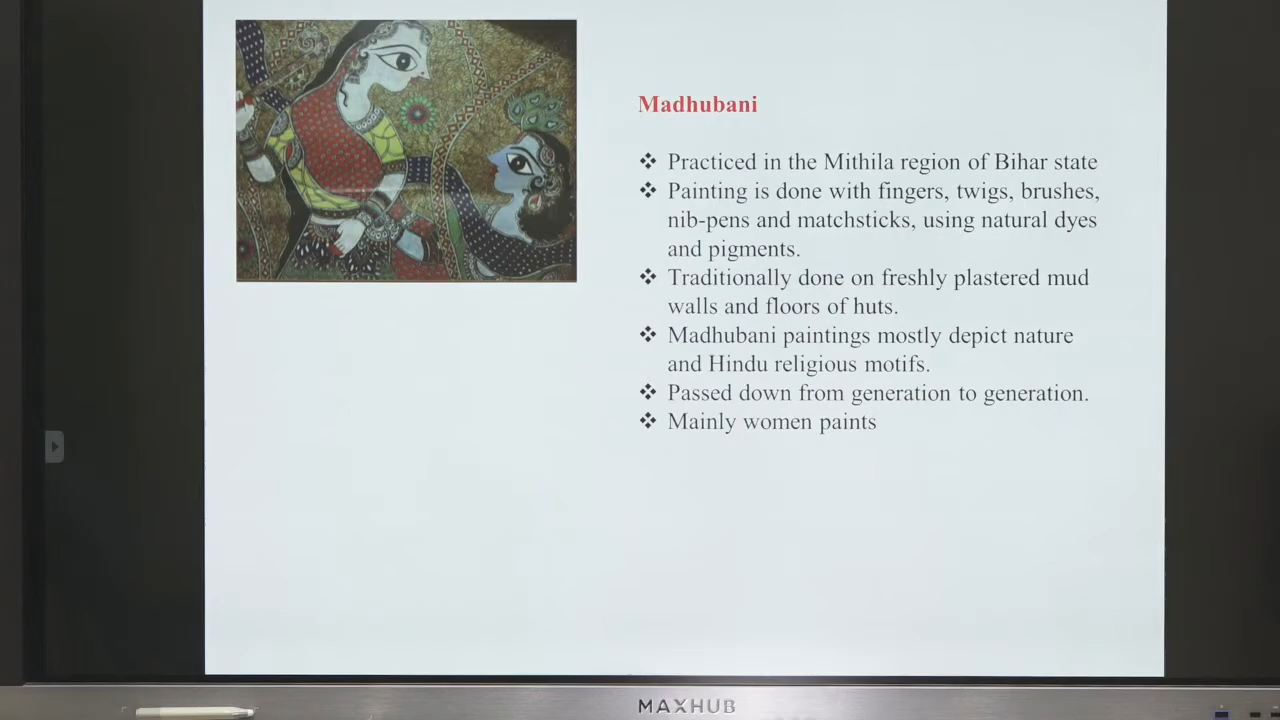 Madhubani
❖ Practiced in the Mithila region of Bihar state
❖ Painting is done with fingers, twigs, brushes,
nib-pens and matchsticks, using natural dyes
and pigments.
❖ Traditionally done on freshly plastered mud
walls and floors of huts.
❖ Madhubani paintings mostly depict nature
and Hindu religious motifs.
❖ Passed down from generation to generation.
❖ Mainly women paints
MAXHUB